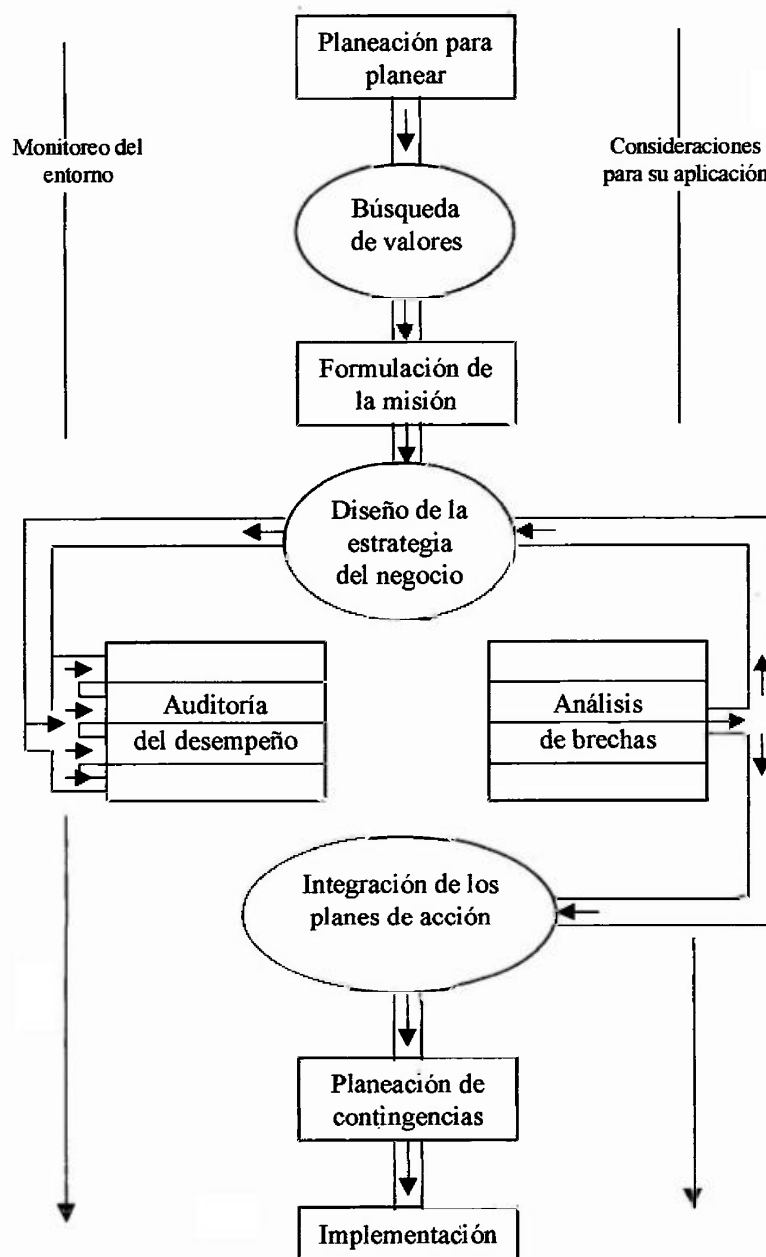 Planeación para
planear
Monitoreo del
entorno
Consideraciones
para su aplicación
Búsqueda
de valores
Formulación de
la misión
Diseño de la
estrategia
del negocio
Auditoría
del desempeño
Análisis
de brechas
Integración de los
planes de acción
Planeación de
contingencias
Implementación